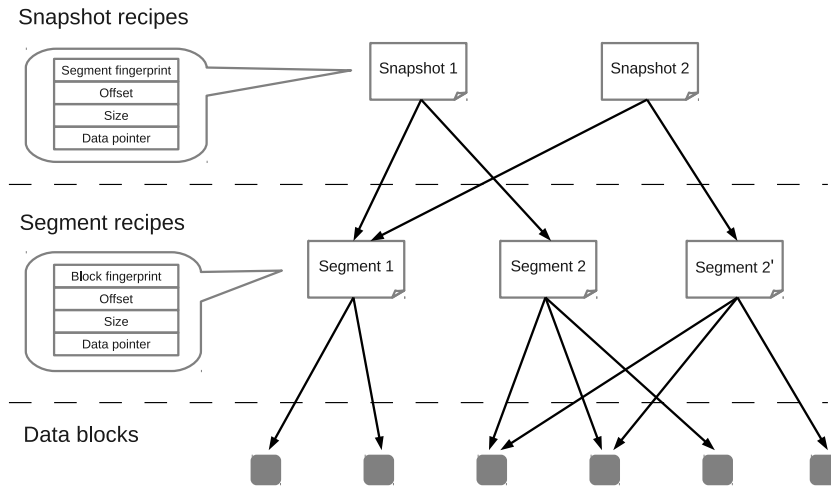 Snapshot recipes
Segment fingerprint
Offset
Size
Data pointer
Snapshot 1
Snapshot 2
Segment recipes
Block fingerprint
Offset
Size
Data pointer
Segment 1
Segment 2
Segment 2'
Data blocks